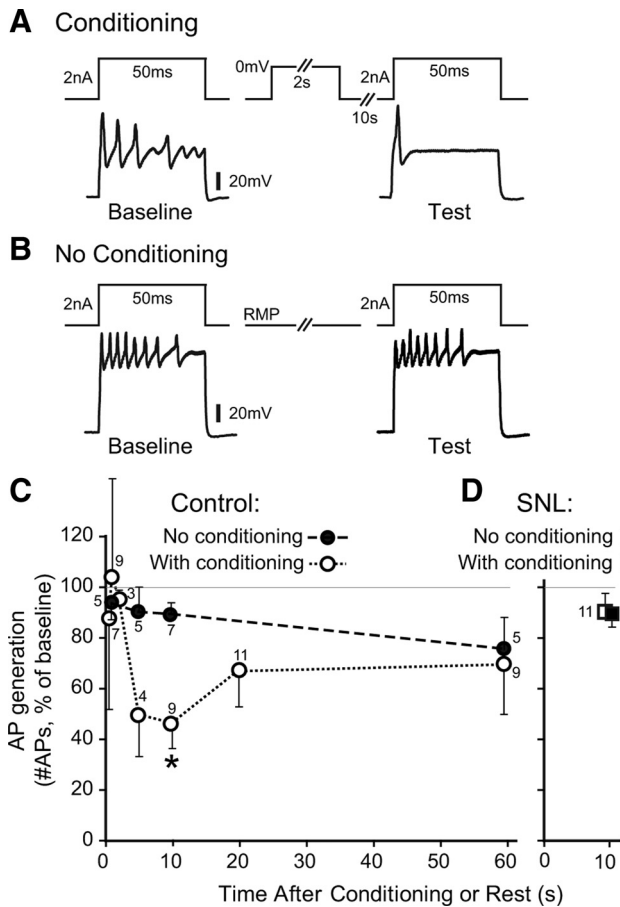 A Conditioning
2nA 50ms 0mV 2s 10s 2nA 50ms
20mV
Baseline Test
B No Conditioning
2nA 50ms RMP 2nA 50ms
20mV
Baseline Test
C Control: D SNL:
No conditioning No conditioning
With conditioning With conditioning
AP generation
(#APs, % of baseline)
120
100
80
60
40
20
0
5 9 7 3 5 4 7 9 11 5 9
*
11
0 10 20 30 40 50 60 0 10
Time After Conditioning or Rest (s)